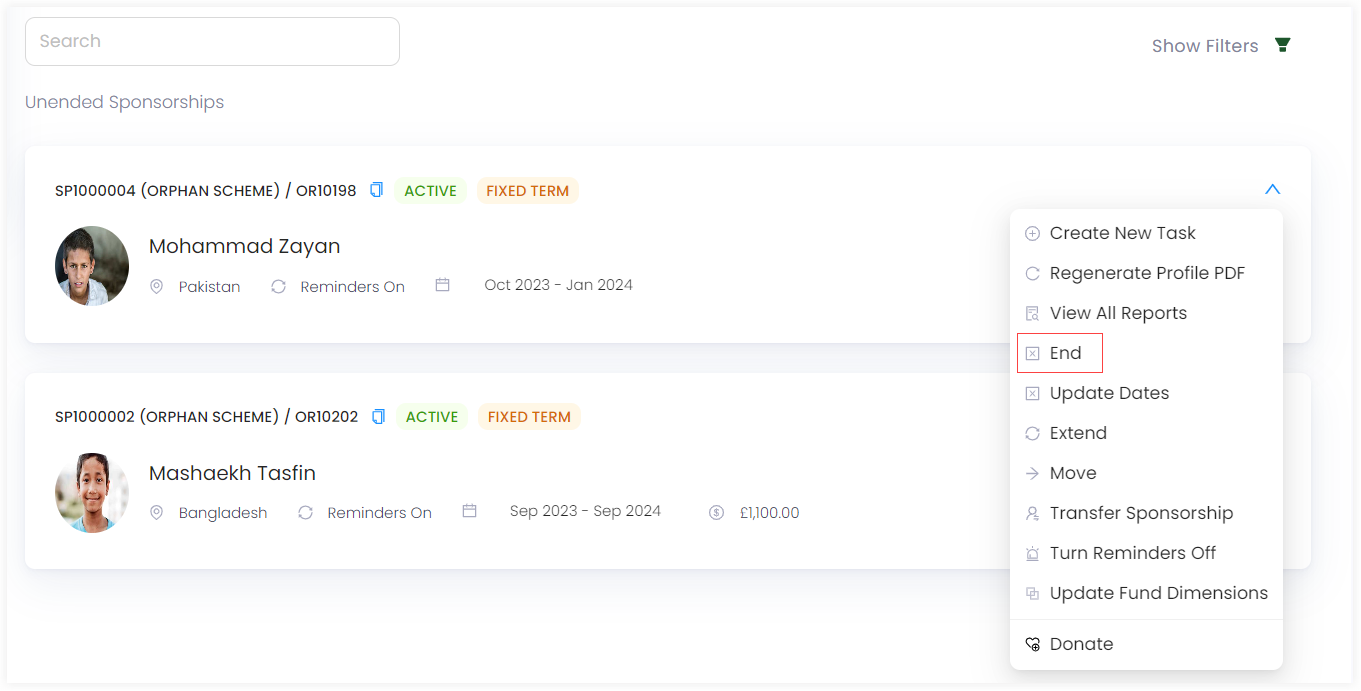 Search
Show Filters
Unended Sponsorships
SP1000004 (ORPHAN SCHEME) / OR10198 ACTIVE FIXED TERM
Mohammad Zayan
Pakistan Reminders On Oct 2023 - Jan 2024
SP1000002 (ORPHAN SCHEME) / OR10202 ACTIVE FIXED TERM
Mashaekh Tasfin
Bangladesh Reminders On Sep 2023 - Sep 2024 £1,100.00
Create New Task
Regenerate Profile PDF
View All Reports
End
Update Dates
Extend
Move
Transfer Sponsorship
Turn Reminders Off
Update Fund Dimensions
Donate